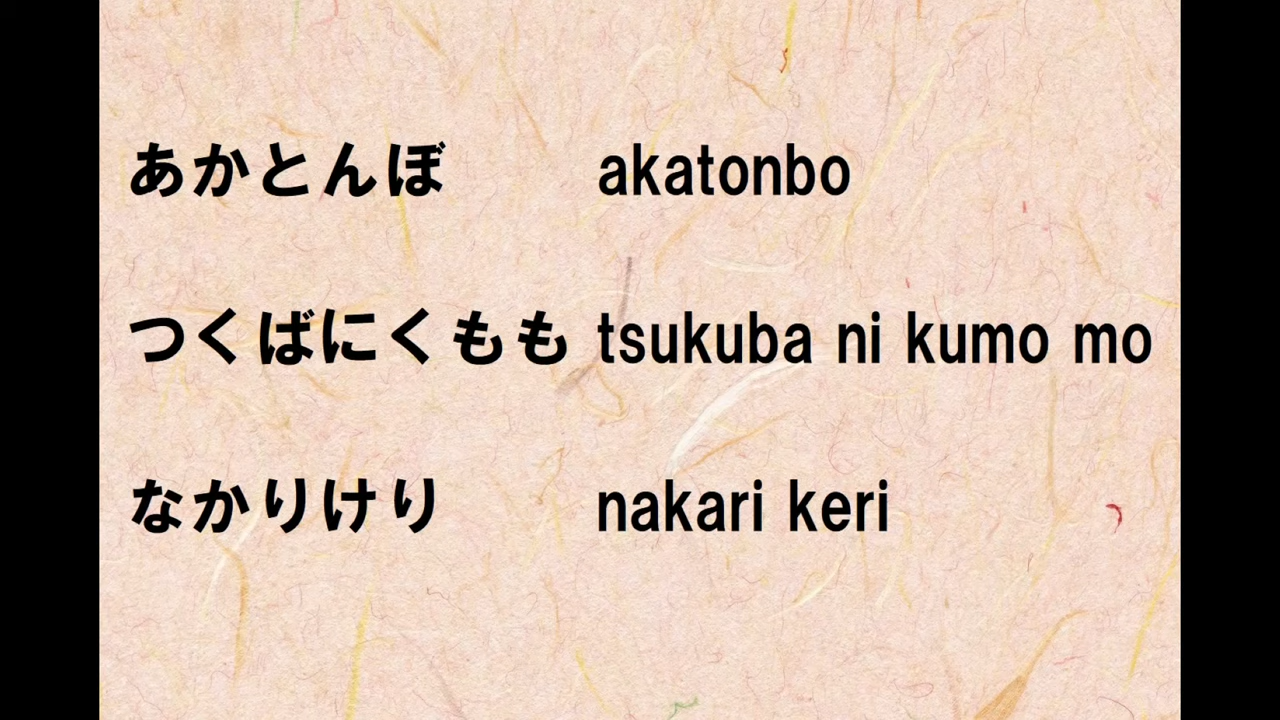 あかとんぼ akatonbo
つくばにくもも tsukuba ni kumo mo
なかりけり nakari keri